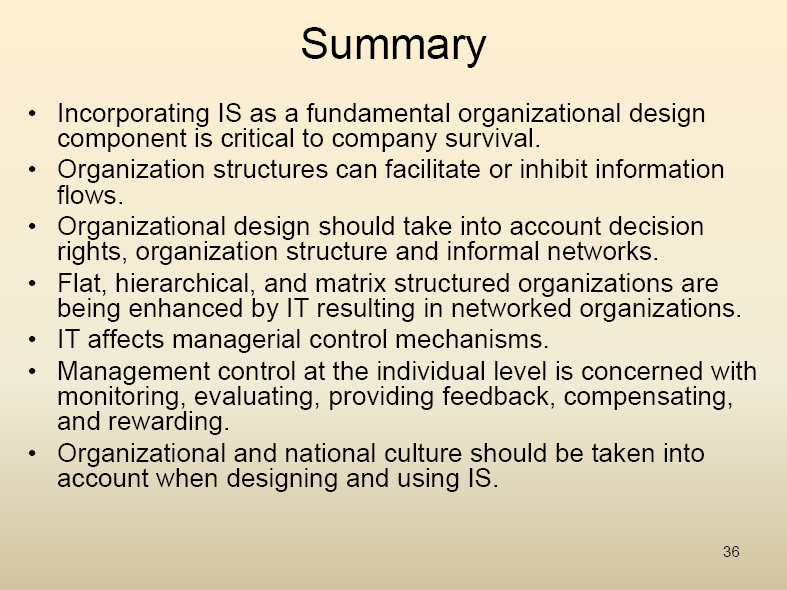 Summary
• Incorporating IS as a fundamental organizational design
component is critical to company survival.
• Organization structures can facilitate or inhibit information
flows.
• Organizational design should take into account decision
rights, organization structure and informal networks.
• Flat, hierarchical, and matrix structured organizations are
being enhanced by IT resulting in networked organizations.
• IT affects managerial control mechanisms.
• Management control at the individual level is concerned with
monitoring, evaluating, providing feedback, compensating,
and rewarding.
• Organizational and national culture should be taken into
account when designing and using IS.
36